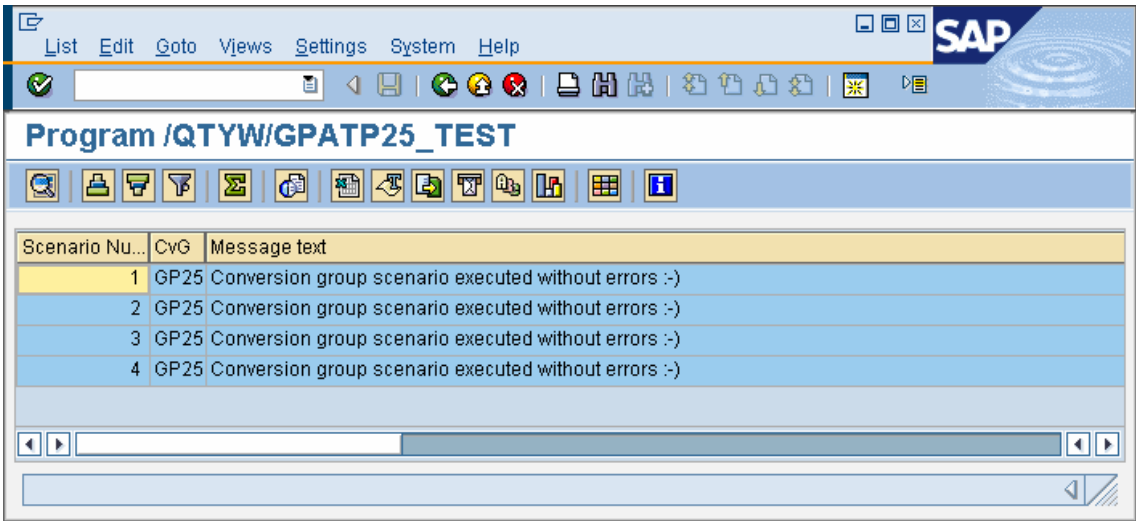 List Edit Goto Views Settings System Help
SAP
Program /QTYW/GPATP25_TEST
Scenario Nu... CvG Message text
1 GP25 Conversion group scenario executed without errors :-)
2 GP25 Conversion group scenario executed without errors :-)
3 GP25 Conversion group scenario executed without errors :-)
4 GP25 Conversion group scenario executed without errors :-)